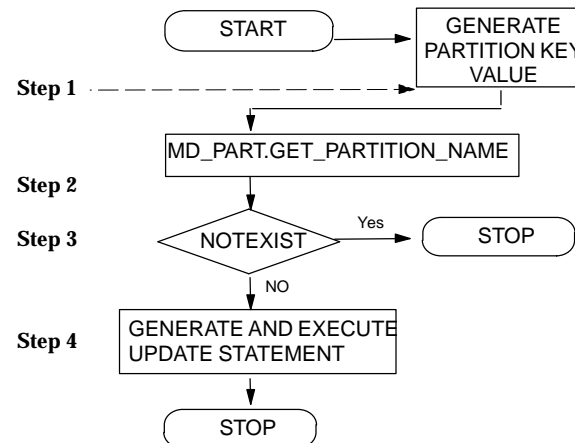 START
GENERATE
PARTITION KEY
VALUE
Step 1
MD_PART.GET_PARTITION_NAME
Step 2
Step 3
NOTEXIST
Yes
STOP
NO
Step 4
GENERATE AND EXECUTE
UPDATE STATEMENT
STOP